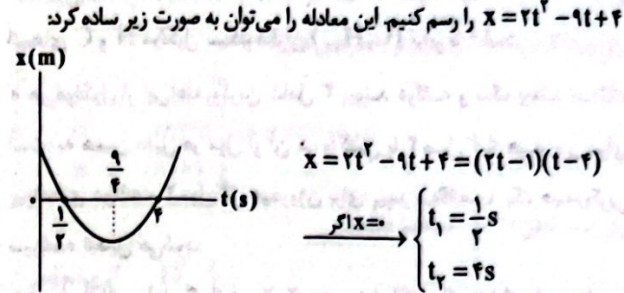 x = ۲t² − ۹t + ۴ را رسم کنیم. این معادله را می‌توان به صورت زیر ساده کرد:
x(m)
۹/۴
x = ۲t² − ۹t + ۴ = (۲t − ۱)(t − ۴)
۰
۱/۲
۴
t(s)
اگر x=۰
t₁ = ۱/۲ s
t₂ = ۴s